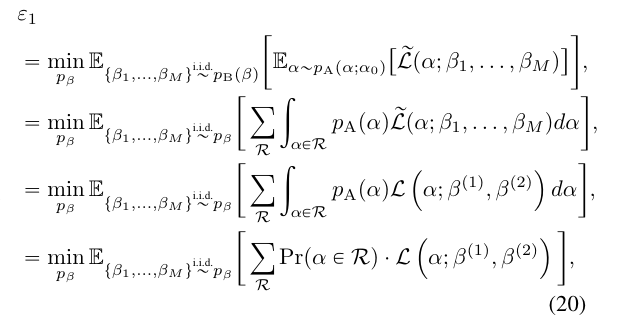 ε₁
= min_{p_β} 𝔼_{{β₁,...,β_M} i.i.d.∼ p_B(β)} [ 𝔼_{α∼p_A(α;α₀)} [ ℒ̃(α; β₁, . . . , β_M) ] ],
= min_{p_β} 𝔼_{{β₁,...,β_M} i.i.d.∼ p_β} [ ∑_ℛ ∫_{α∈ℛ} p_A(α)ℒ̃(α; β₁, . . . , β_M)dα ],
= min_{p_β} 𝔼_{{β₁,...,β_M} i.i.d.∼ p_β} [ ∑_ℛ ∫_{α∈ℛ} p_A(α)ℒ (α; β⁽¹⁾, β⁽²⁾) dα ],
= min_{p_β} 𝔼_{{β₁,...,β_M} i.i.d.∼ p_β} [ ∑_ℛ Pr(α ∈ ℛ) · ℒ (α; β⁽¹⁾, β⁽²⁾) ],
(20)